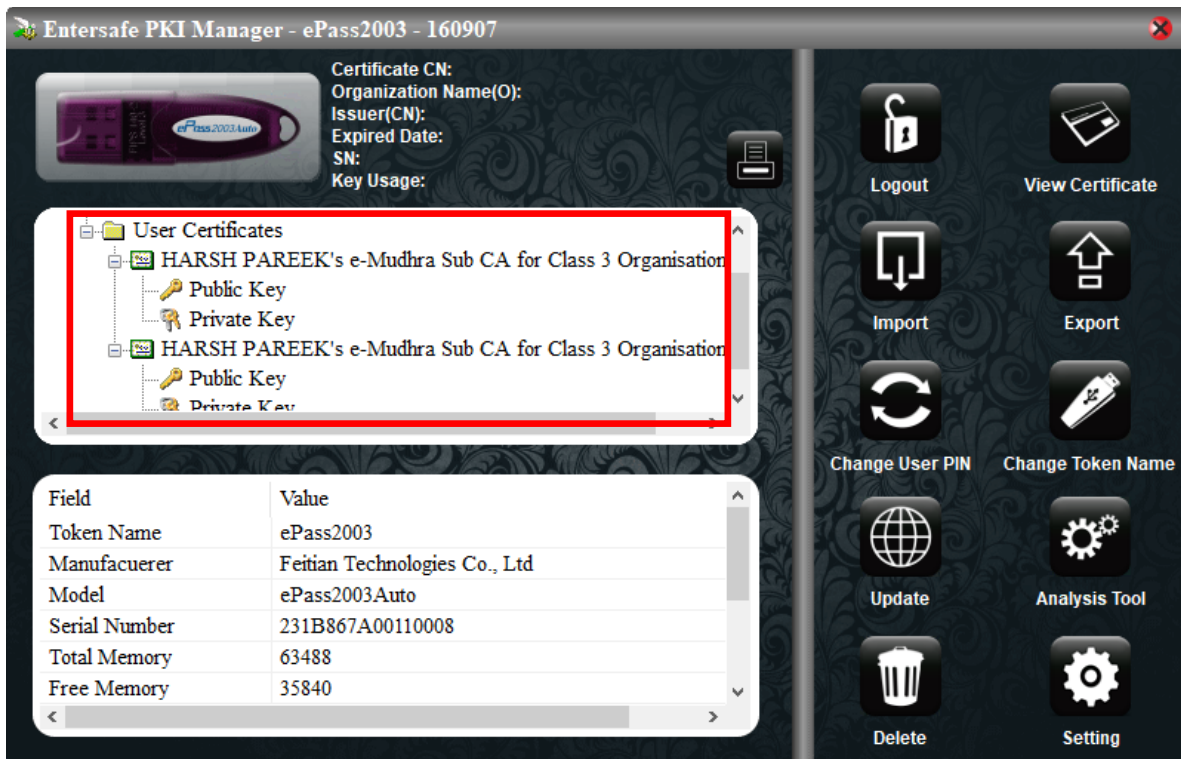 Entersafe PKI Manager - ePass2003 - 160907
ePass2003Auto
Certificate CN:
Organization Name(O):
Issuer(CN):
Expired Date:
SN:
Key Usage:
User Certificates
HARSH PAREEK's e-Mudhra Sub CA for Class 3 Organisation
Public Key
Private Key
HARSH PAREEK's e-Mudhra Sub CA for Class 3 Organisation
Public Key
Private Key
Field Value
Token Name ePass2003
Manufacuerer Feitian Technologies Co., Ltd
Model ePass2003Auto
Serial Number 231B867A00110008
Total Memory 63488
Free Memory 35840
Logout View Certificate
Import Export
Change User PIN Change Token Name
Update Analysis Tool
Delete Setting